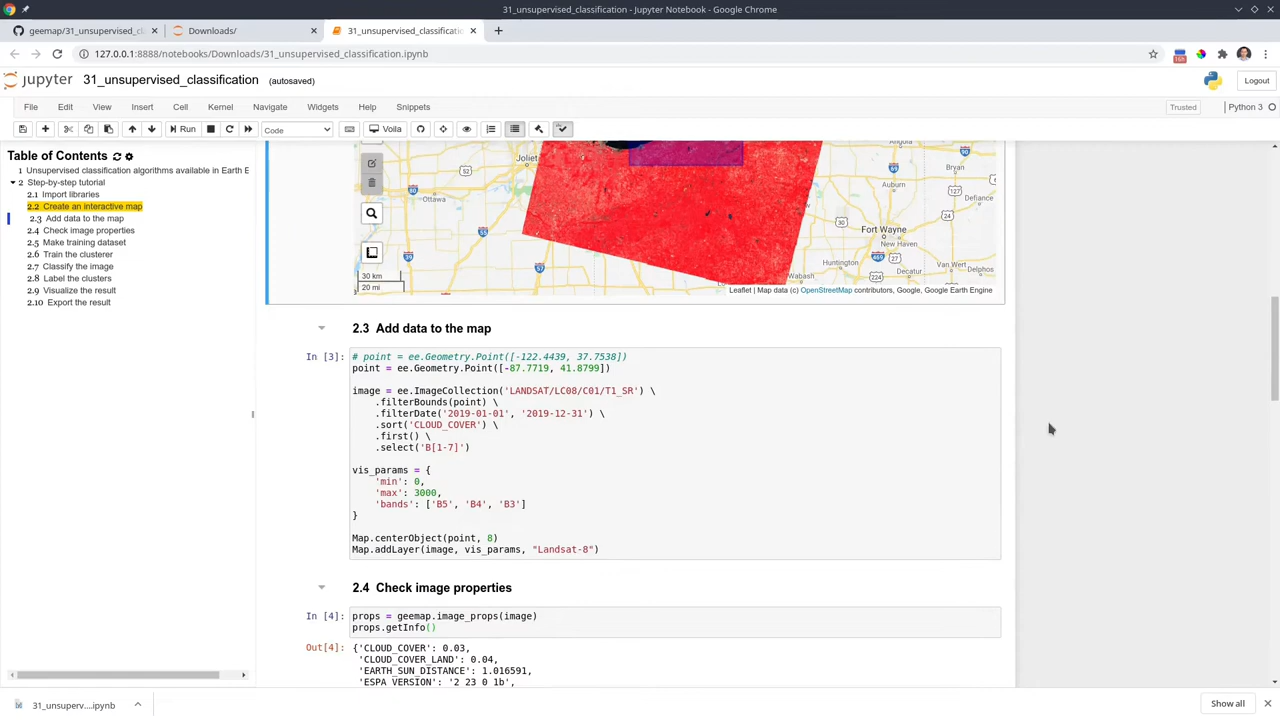 31_unsupervised_classification - Jupyter Notebook - Google Chrome
geemap/31_unsupervised_cl
Downloads/
31_unsupervised_classification
127.0.0.1:8888/notebooks/Downloads/31_unsupervised_classification.ipynb
jupyter 31_unsupervised_classification (autosaved)
Logout
File Edit View Insert Cell Kernel Navigate Widgets Help Snippets
Trusted
Python 3
Run
Code
Voila
Table of Contents
1 Unsupervised classification algorithms available in Earth E
2 Step-by-step tutorial
2.1 Import libraries
2.2 Create an interactive map
2.3 Add data to the map
2.4 Check image properties
2.5 Make training dataset
2.6 Train the clusterer
2.7 Classify the image
2.8 Label the clusters
2.9 Visualize the result
2.10 Export the result
Joliet
Ottawa
Bryan
Auburn
Fort Wayne
New Haven
Van Wert
Delphos
Huntington
Decatur
Wabash
30 km
20 mi
Leaflet | Map data (c) OpenStreetMap contributors, Google, Google Earth Engine
2.3 Add data to the map
In [3]:
# point = ee.Geometry.Point([-122.4439, 37.7538])
point = ee.Geometry.Point([-87.7719, 41.8799])
image = ee.ImageCollection('LANDSAT/LC08/C01/T1_SR') \
.filterBounds(point) \
.filterDate('2019-01-01', '2019-12-31') \
.sort('CLOUD_COVER') \
.first() \
.select('B[1-7]')
vis_params = {
'min': 0,
'max': 3000,
'bands': ['B5', 'B4', 'B3']
}
Map.centerObject(point, 8)
Map.addLayer(image, vis_params, "Landsat-8")
2.4 Check image properties
In [4]:
props = geemap.image_props(image)
props.getInfo()
Out[4]:
{'CLOUD_COVER': 0.03,
'CLOUD_COVER_LAND': 0.04,
'EARTH_SUN_DISTANCE': 1.016591,
'ESPA_VERSION': '2_23_0_1b',
31_unsuperv....ipynb
Show all